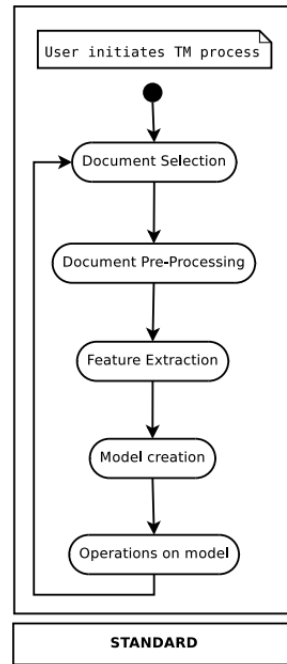 User initiates TM process
Document Selection
Document Pre-Processing
Feature Extraction
Model creation
Operations on model
STANDARD